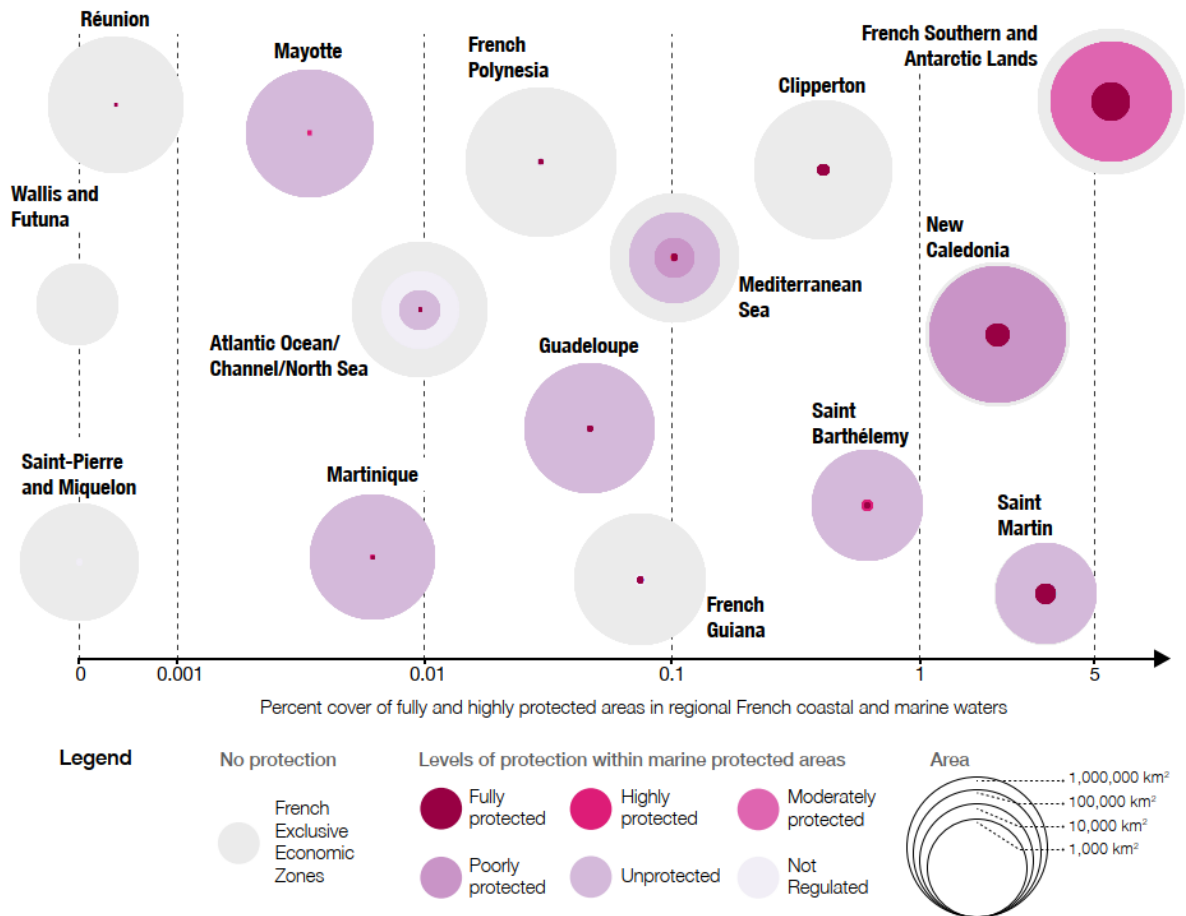 Réunion
Mayotte
French
Polynesia
French Southern and
Antarctic Lands
Clipperton
Wallis and
Futuna
New
Caledonia
Mediterranean
Sea
Atlantic Ocean/
Channel/North Sea
Guadeloupe
Saint
Barthélemy
Saint-Pierre
and Miquelon
Martinique
Saint
Martin
French
Guiana
0 0.001 0.01 0.1 1 5
Percent cover of fully and highly protected areas in regional French coastal and marine waters
Legend
No protection
French
Exclusive
Economic
Zones
Levels of protection within marine protected areas
Fully
protected
Highly
protected
Moderately
protected
Poorly
protected
Unprotected
Not
Regulated
Area
1,000,000 km²
100,000 km²
10,000 km²
1,000 km²